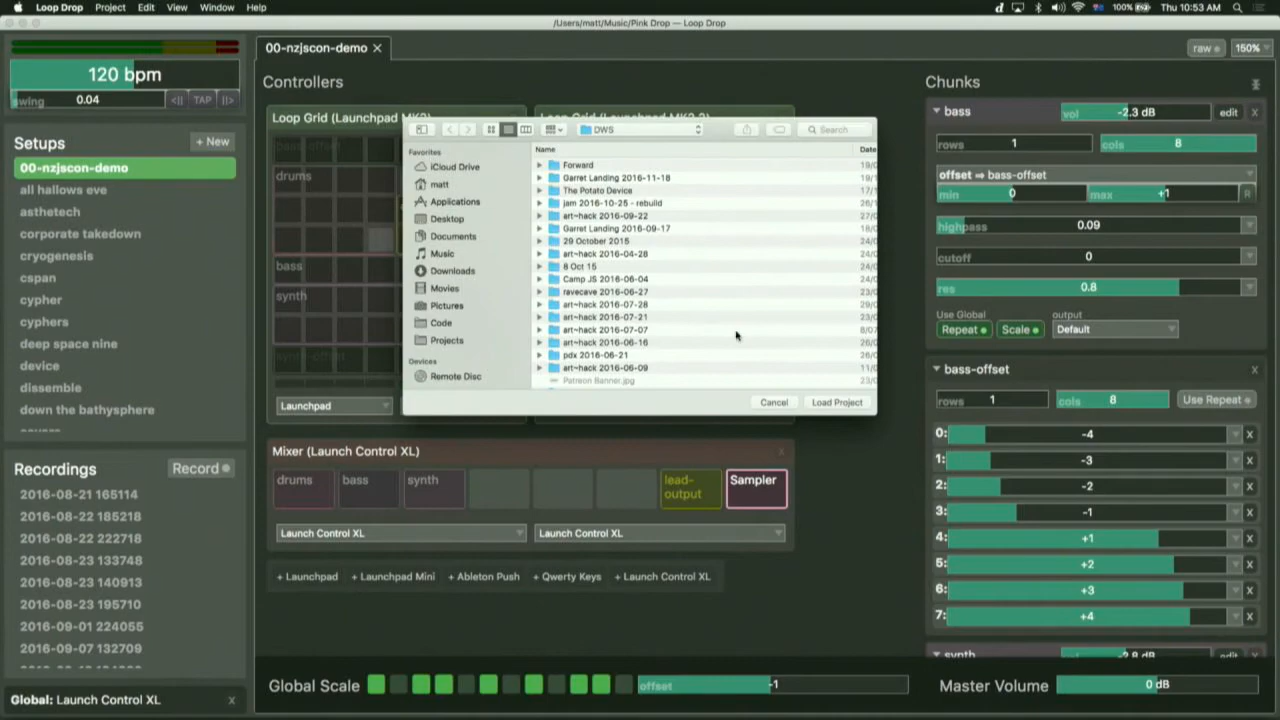 Loop Drop Project Edit View Window Help
100% Thu 10:53 AM
/Users/matt/Music/Pink Drop — Loop Drop
120 bpm
swing 0.04 <|| TAP ||>
Setups + New
00-nzjscon-demo
all hallows eve
asthetech
corporate takedown
cryogenesis
cspan
cypher
cyphers
deep space nine
device
dissemble
down the bathysphere
Recordings Record
2016-08-21 165114
2016-08-22 185218
2016-08-22 222718
2016-08-23 133748
2016-08-23 140913
2016-08-23 195710
2016-09-01 224055
2016-09-07 132709
Global: Launch Control XL x
00-nzjscon-demo ×
raw 150%
Controllers
Loop Grid (Launchpad MK2)
bass-offset
drums
bass
synth
synth-offset
Launchpad
DWS
Search
Favorites
iCloud Drive
matt
Applications
Desktop
Documents
Music
Downloads
Movies
Pictures
Code
Projects
Devices
Remote Disc
Name Date
Forward
Garret Landing 2016-11-18
The Potato Device
jam 2016-10-25 - rebuild
art~hack 2016-09-22
Garret Landing 2016-09-17
29 October 2015
art~hack 2016-04-28
8 Oct 15
Camp JS 2016-06-04
ravecave 2016-06-27
art~hack 2016-07-28
art~hack 2016-07-21
art~hack 2016-07-07
art~hack 2016-06-16
pdx 2016-06-21
art~hack 2016-06-09
Patreon Banner.jpg
Cancel Load Project
Mixer (Launch Control XL) x
drums bass synth lead-output Sampler
Launch Control XL Launch Control XL
+ Launchpad + Launchpad Mini + Ableton Push + Qwerty Keys + Launch Control XL
Global Scale offset -1
Chunks
bass vol -2.3 dB edit X
rows 1 cols 8
offset ⇒ bass-offset
min 0 max +1 R
highpass 0.09
cutoff 0
res 0.8
Use Global output
Repeat Scale Default
bass-offset X
rows 1 cols 8 Use Repeat
0: -4 X
1: -3 X
2: -2 X
3: -1 X
4: +1 X
5: +2 X
6: +3 X
7: +4 X
synth vol -2.8 dB edit
Master Volume 0 dB